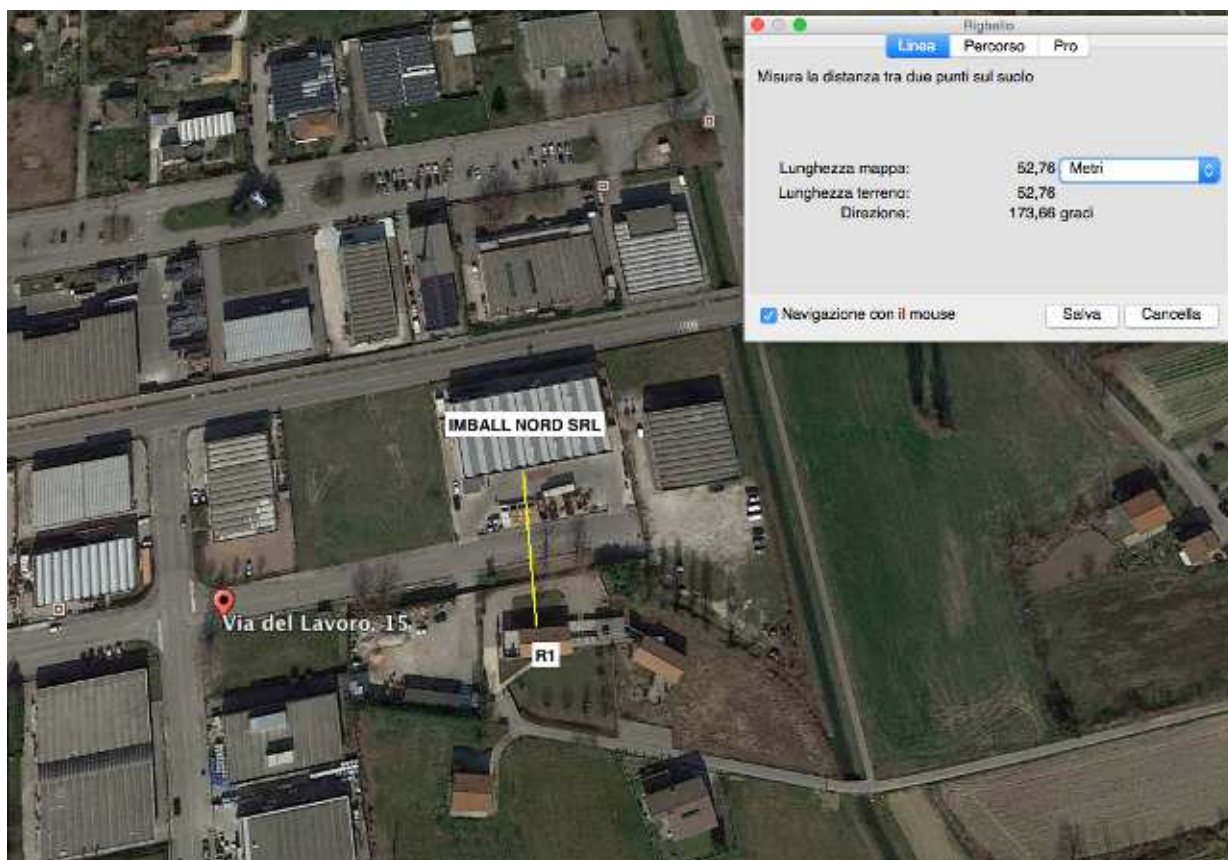 Righello
Linea Percorso Pro
Misura la distanza tra due punti sul suolo
Lunghezza mappa: 52,76 Metri
Lunghezza terreno: 52,76
Direzione: 173,66 gradi
Navigazione con il mouse Salva Cancella
IMBALL NORD SRL
Via del Lavoro, 15
R1